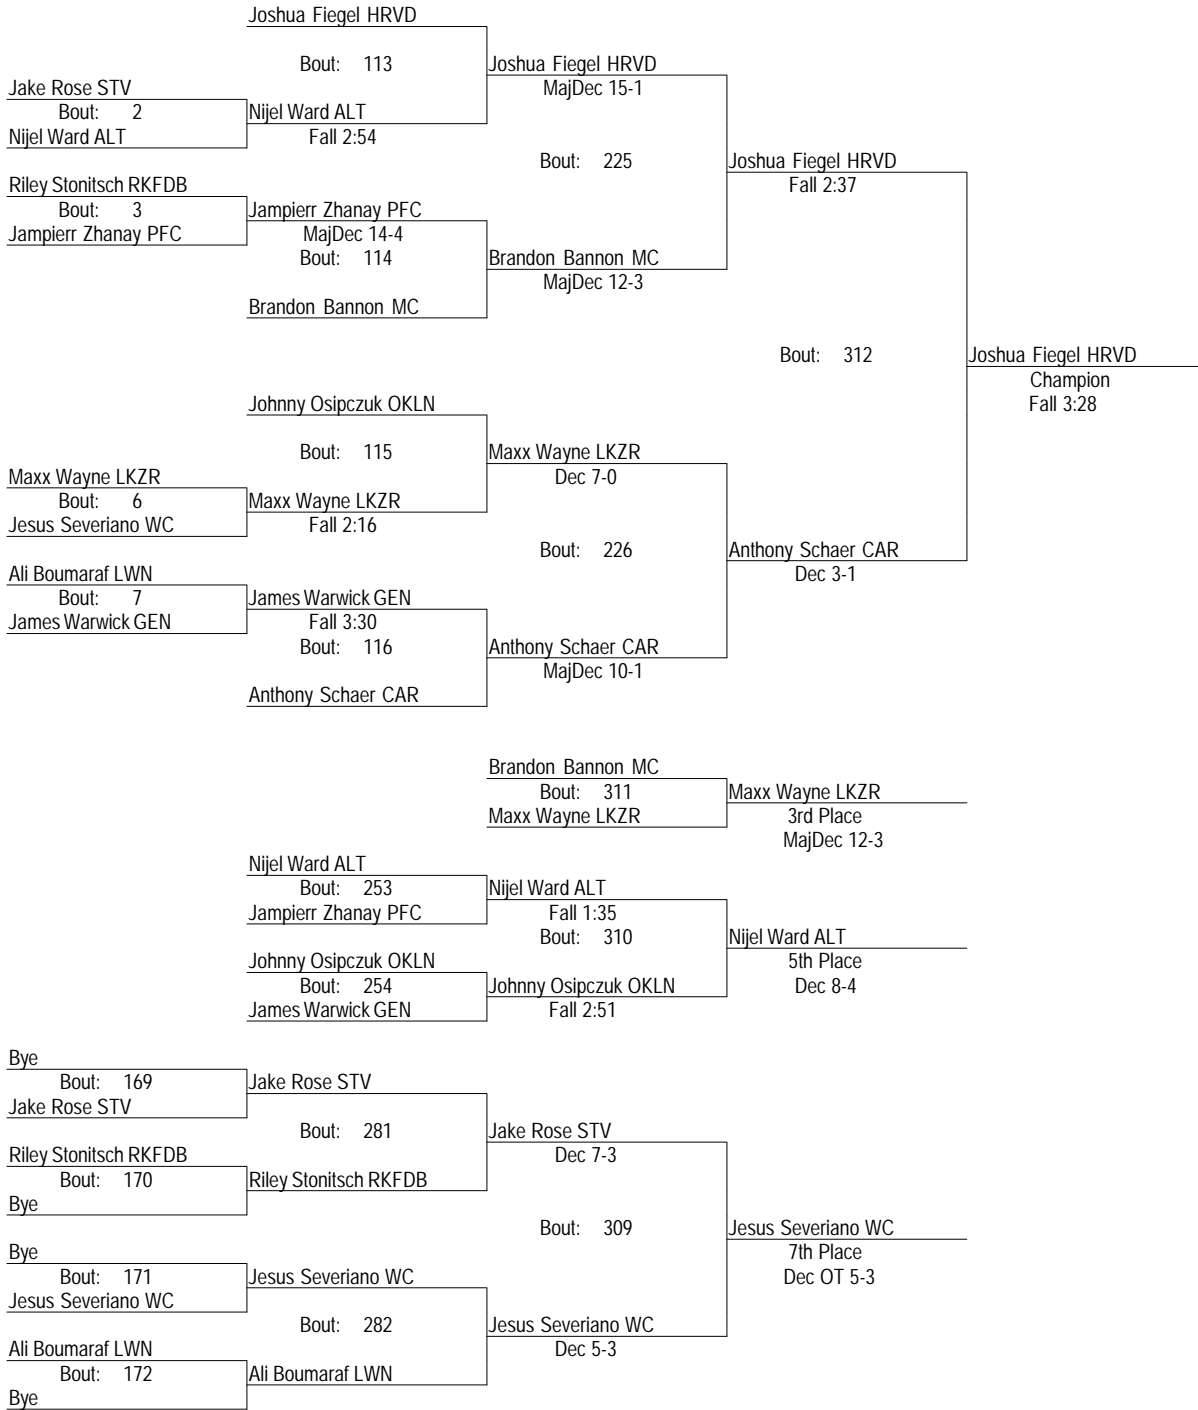 Joshua Fiegel HRVD
Bout: 113
Joshua Fiegel HRVD
MajDec 15-1
Jake Rose STV
Bout: 2
Nijel Ward ALT
Nijel Ward ALT
Fall 2:54
Bout: 225
Joshua Fiegel HRVD
Fall 2:37
Riley Stonitsch RKFDB
Bout: 3
Jampierr Zhanay PFC
Jampierr Zhanay PFC
MajDec 14-4
Bout: 114
Brandon Bannon MC
MajDec 12-3
Brandon Bannon MC
Bout: 312
Joshua Fiegel HRVD
Champion
Fall 3:28
Johnny Osipczuk OKLN
Bout: 115
Maxx Wayne LKZR
Dec 7-0
Maxx Wayne LKZR
Bout: 6
Jesus Severiano WC
Maxx Wayne LKZR
Fall 2:16
Bout: 226
Anthony Schaer CAR
Dec 3-1
Ali Boumaraf LWN
Bout: 7
James Warwick GEN
James Warwick GEN
Fall 3:30
Bout: 116
Anthony Schaer CAR
MajDec 10-1
Anthony Schaer CAR
Brandon Bannon MC
Bout: 311
Maxx Wayne LKZR
Maxx Wayne LKZR
3rd Place
MajDec 12-3
Nijel Ward ALT
Bout: 253
Jampierr Zhanay PFC
Nijel Ward ALT
Fall 1:35
Bout: 310
Nijel Ward ALT
5th Place
Dec 8-4
Johnny Osipczuk OKLN
Bout: 254
James Warwick GEN
Johnny Osipczuk OKLN
Fall 2:51
Bye
Bout: 169
Jake Rose STV
Jake Rose STV
Bout: 281
Jake Rose STV
Dec 7-3
Riley Stonitsch RKFDB
Bout: 170
Bye
Riley Stonitsch RKFDB
Bout: 309
Jesus Severiano WC
7th Place
Dec OT 5-3
Bye
Bout: 171
Jesus Severiano WC
Jesus Severiano WC
Bout: 282
Jesus Severiano WC
Dec 5-3
Ali Boumaraf LWN
Bout: 172
Bye
Ali Boumaraf LWN